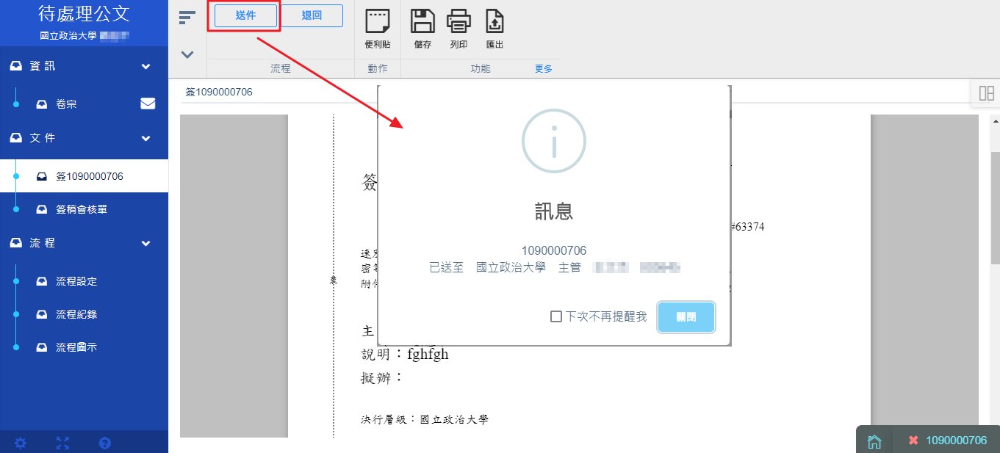 待處理公文
國立政治大學
資訊
卷宗
文件
簽1090000706
簽稿會核單
流程
流程設定
流程紀錄
流程圖示
送件
退回
流程
便利貼
動作
儲存
列印
匯出
功能
更多
簽1090000706
簽
#63374
速別
密等
附件
裝
主
說明：fghfgh
擬辦：
決行層級：國立政治大學
訊息
1090000706
已送至 國立政治大學 主管
下次不再提醒我
關閉
1090000706